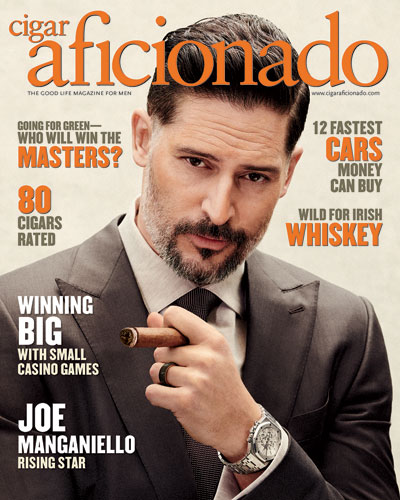 cigar
aficionado
THE GOOD LIFE MAGAZINE FOR MEN
www.cigaraficionado.com
GOING FOR GREEN—
WHO WILL WIN THE
MASTERS?
80
CIGARS
RATED
12 FASTEST
CARS
MONEY
CAN BUY
WILD FOR IRISH
WHISKEY
WINNING
BIG
WITH SMALL
CASINO GAMES
JOE
MANGANIELLO
RISING STAR